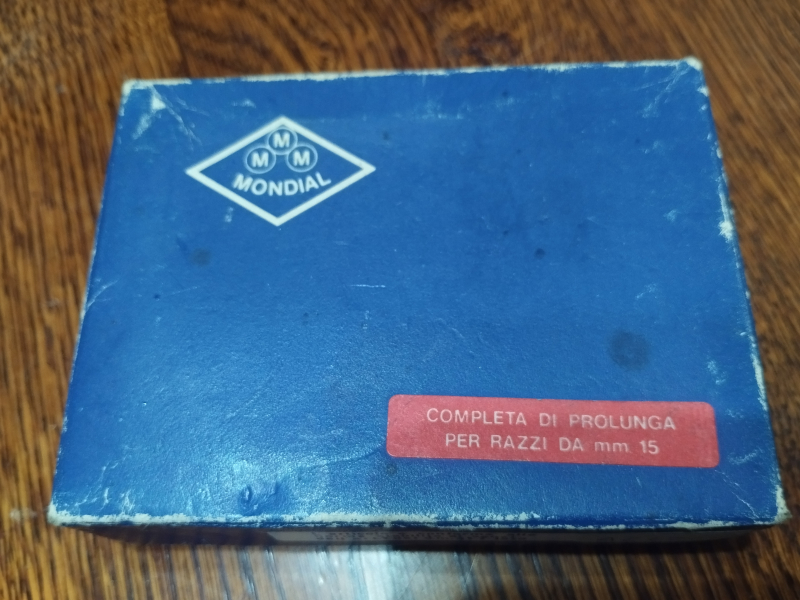 M
M M
MONDIAL
COMPLETA DI PROLUNGA
PER RAZZI DA mm 15